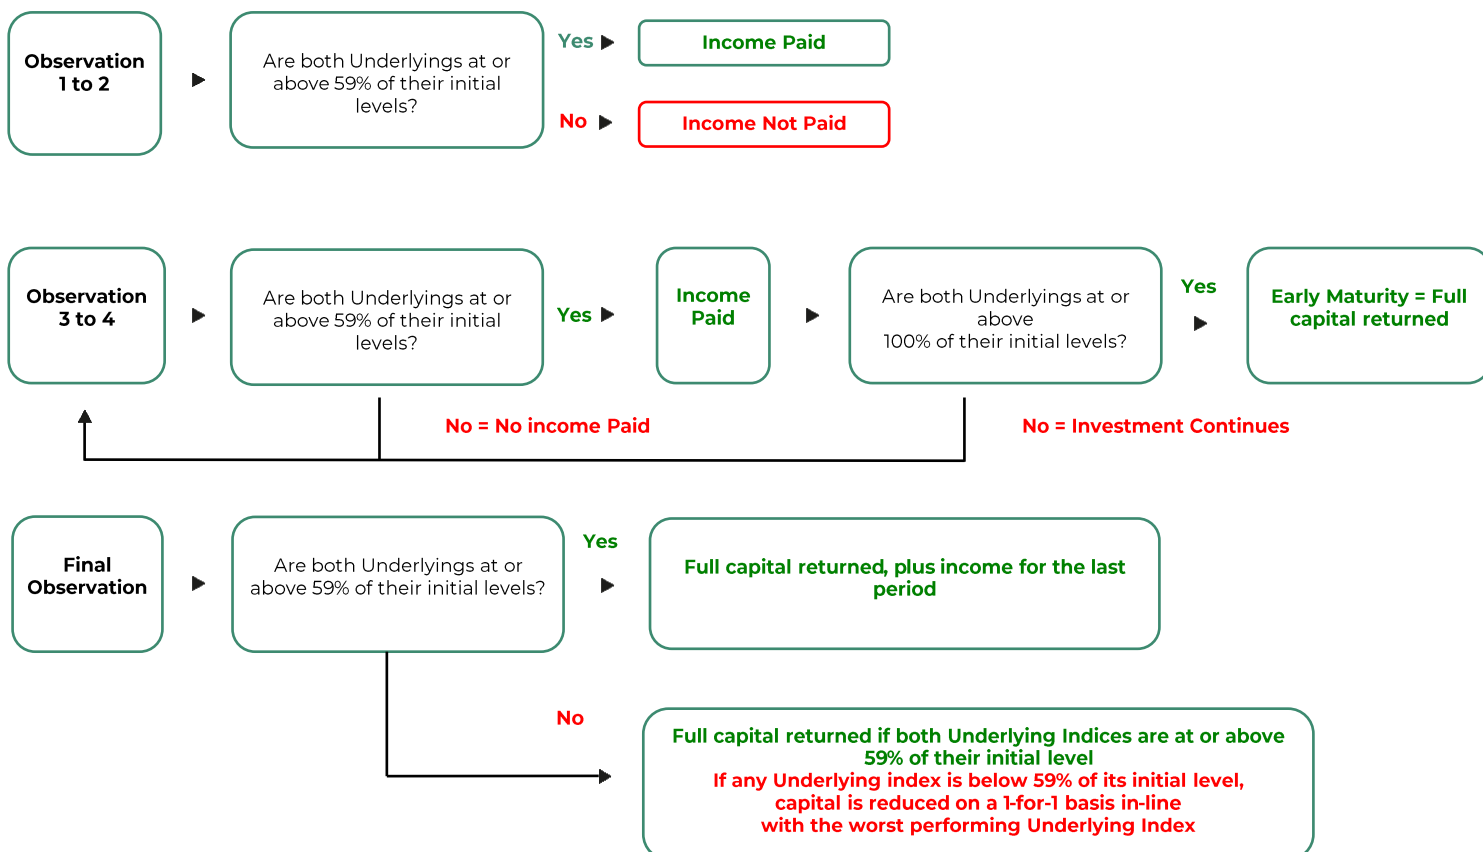 Observation
1 to 2
Are both Underlyings at or
above 59% of their initial
levels?
Yes
Income Paid
No
Income Not Paid
Observation
3 to 4
Are both Underlyings at or
above 59% of their initial
levels?
Yes
Income
Paid
Are both Underlyings at or
above
100% of their initial levels?
Yes
Early Maturity = Full
capital returned
No = No income Paid
No = Investment Continues
Final
Observation
Are both Underlyings at or
above 59% of their initial levels?
Yes
Full capital returned, plus income for the last
period
No
Full capital returned if both Underlying Indices are at or above
59% of their initial level
If any Underlying index is below 59% of its initial level,
capital is reduced on a 1-for-1 basis in-line
with the worst performing Underlying Index